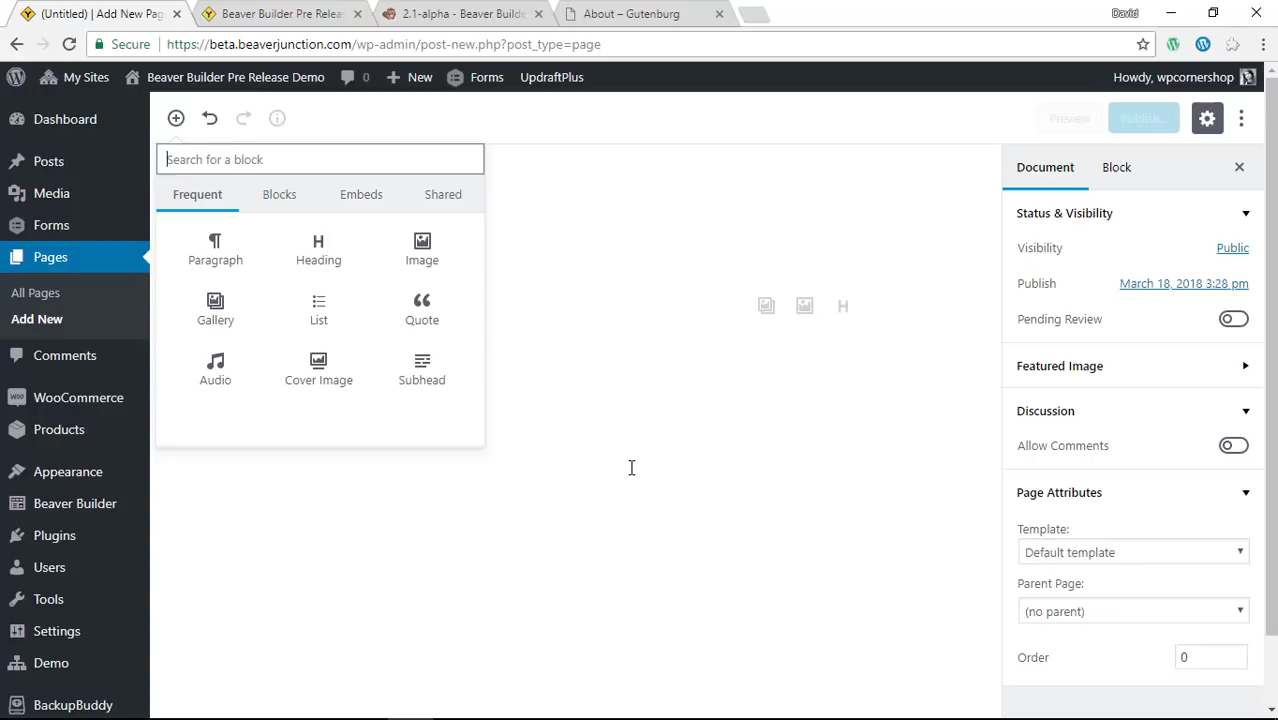 (Untitled) | Add New Pag
Beaver Builder Pre Relea
2.1-alpha - Beaver Builde
About – Gutenburg
David
Secure
https://beta.beaverjunction.com/wp-admin/post-new.php?post_type=page
My Sites
Beaver Builder Pre Release Demo
0
New
Forms
UpdraftPlus
Howdy, wpcornershop
Dashboard
Posts
Media
Forms
Pages
All Pages
Add New
Comments
WooCommerce
Products
Appearance
Beaver Builder
Plugins
Users
Tools
Settings
Demo
BackupBuddy
Preview
Publish...
Search for a block
Frequent
Blocks
Embeds
Shared
Paragraph
Heading
Image
Gallery
List
Quote
Audio
Cover Image
Subhead
Document
Block
Status & Visibility
Visibility
Public
Publish
March 18, 2018 3:28 pm
Pending Review
Featured Image
Discussion
Allow Comments
Page Attributes
Template:
Default template
Parent Page:
(no parent)
Order
0